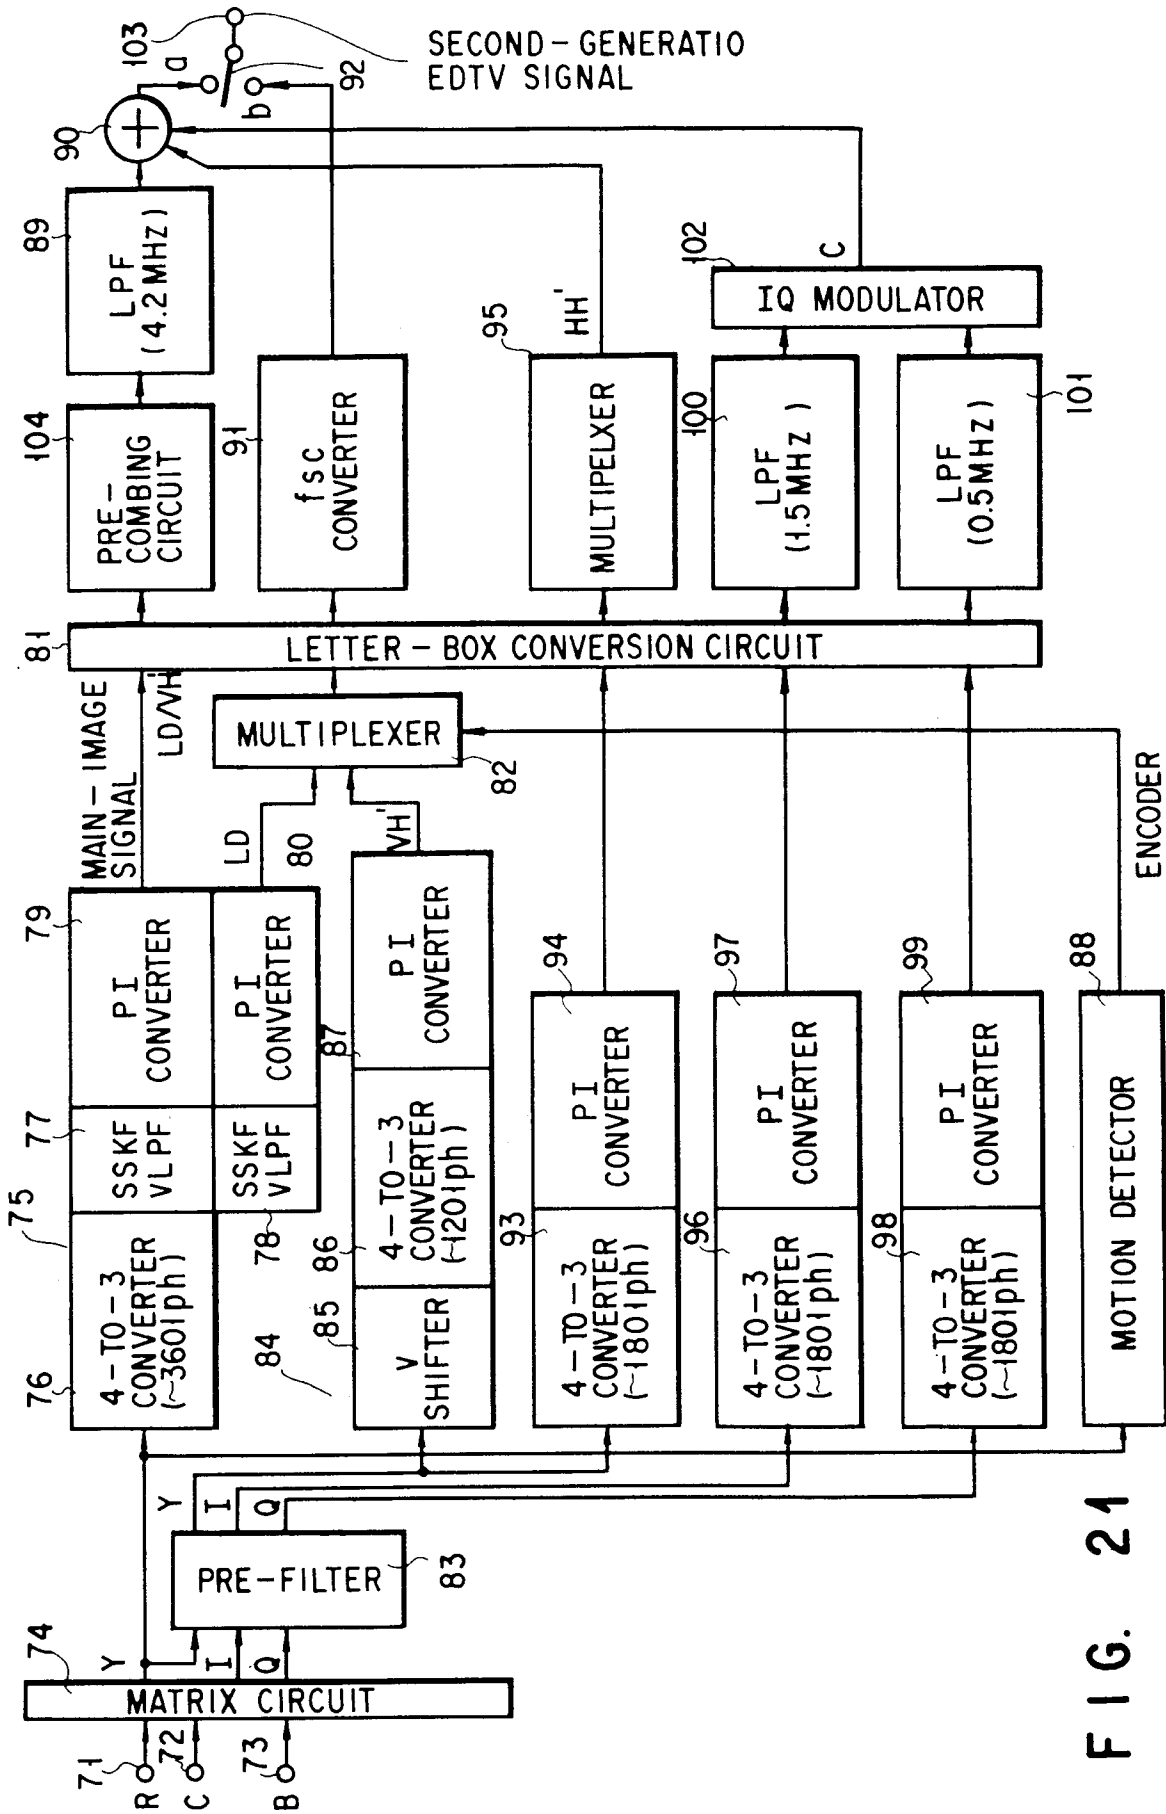 71
R
72
C
73
B
74
MATRIX CIRCUIT
Y
I
Q
PRE-FILTER
83
Y
I
Q
75
76
4-TO-3
CONVERTER
(~360lph)
77
SSKF
VLPF
79
PI
CONVERTER
78
SSKF
VLPF
PI
CONVERTER
80
MAIN-IMAGE
SIGNAL
LD
84
85
V
SHIFTER
86
4-TO-3
CONVERTER
(~120lph)
87
PI
CONVERTER
VH'
93
4-TO-3
CONVERTER
(~180lph)
94
PI
CONVERTER
96
4-TO-3
CONVERTER
(~180lph)
97
PI
CONVERTER
98
4-TO-3
CONVERTER
(~180lph)
99
PI
CONVERTER
MOTION DETECTOR
88
ENCODER
MULTIPLEXER
82
LD/VH'
81
LETTER-BOX CONVERSION CIRCUIT
104
PRE-
COMBING
CIRCUIT
89
LPF
(4.2MHZ)
90
+
91
fsc
CONVERTER
95
MULTIPELXER
HH'
100
LPF
(1.5MHZ)
101
LPF
(0.5MHZ)
102
IQ MODULATOR
C
a
b
92
103
SECOND-GENERATIO
EDTV SIGNAL
FIG. 21